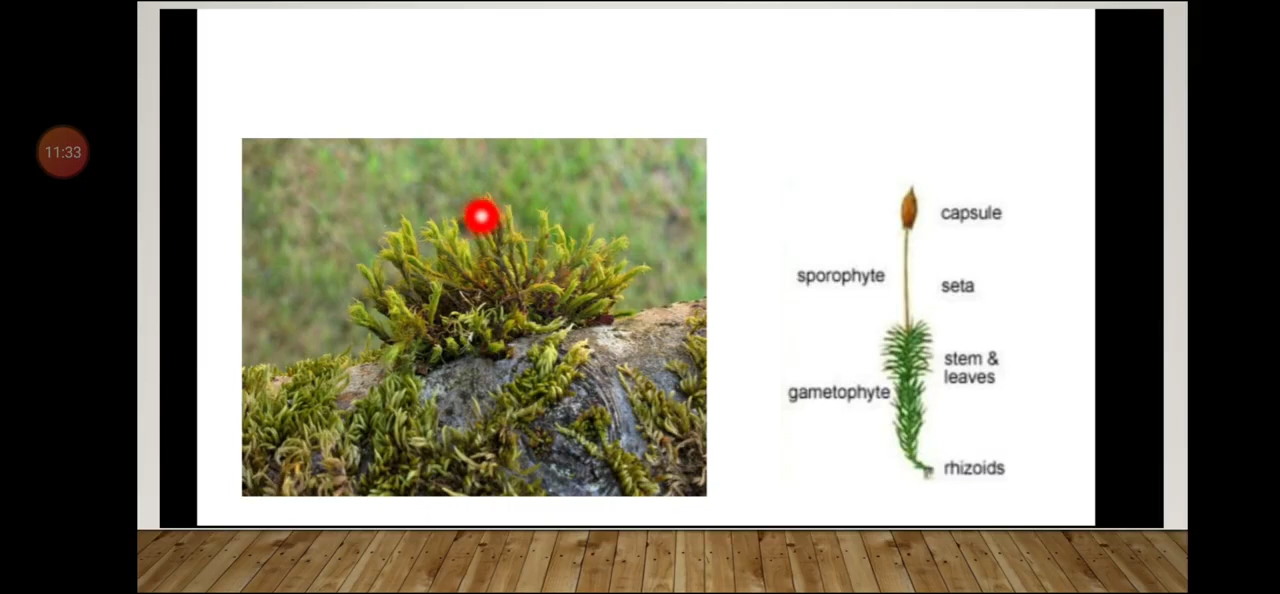 11:33
capsule
sporophyte
seta
stem &
leaves
gametophyte
rhizoids